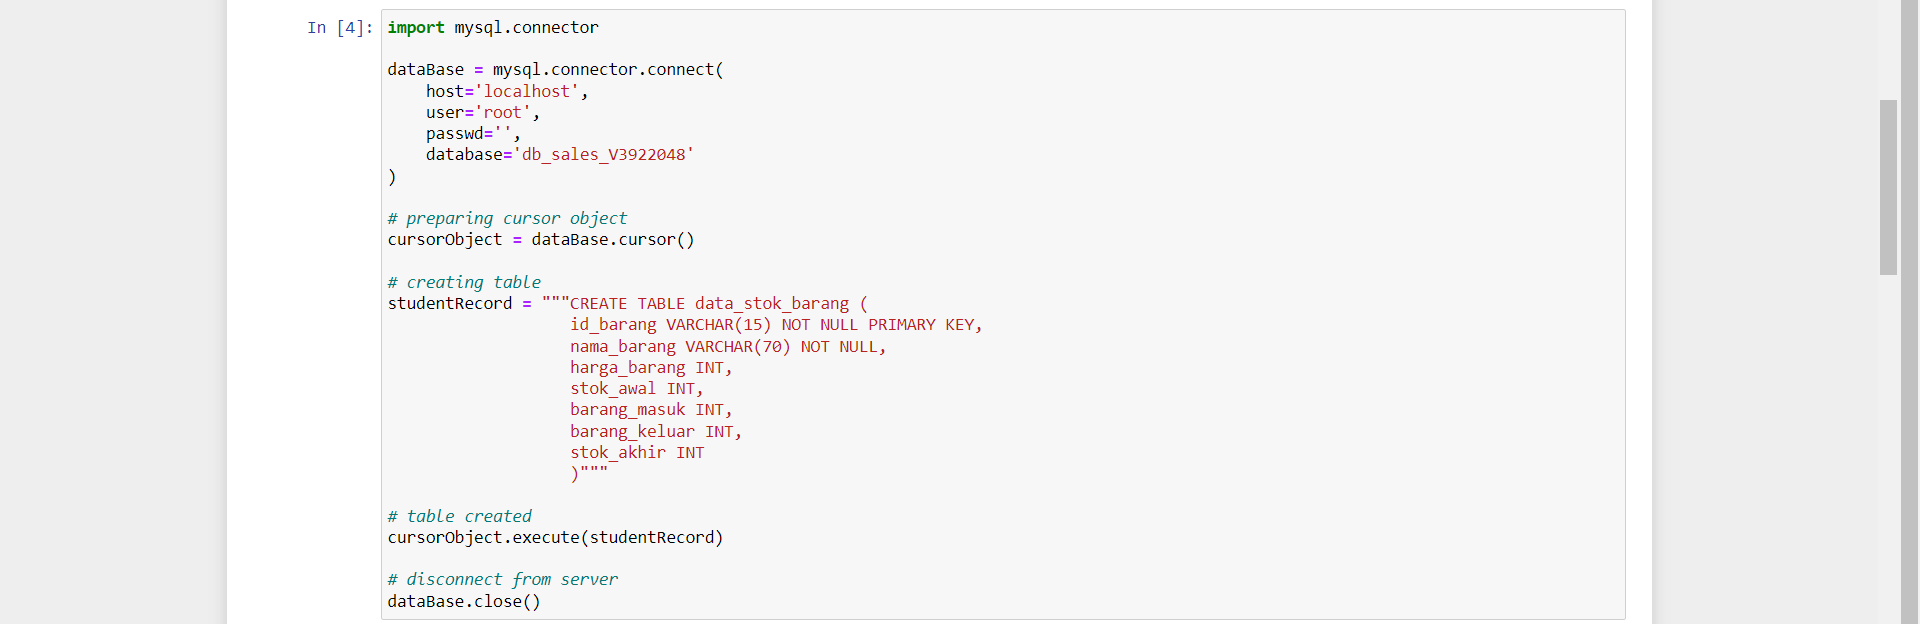 In [4]: import mysql.connector
dataBase = mysql.connector.connect(
host='localhost',
user='root',
passwd='',
database='db_sales_V3922048'
)
# preparing cursor object
cursorObject = dataBase.cursor()
# creating table
studentRecord = """CREATE TABLE data_stok_barang (
id_barang VARCHAR(15) NOT NULL PRIMARY KEY,
nama_barang VARCHAR(70) NOT NULL,
harga_barang INT,
stok_awal INT,
barang_masuk INT,
barang_keluar INT,
stok_akhir INT
)"""
# table created
cursorObject.execute(studentRecord)
# disconnect from server
dataBase.close()